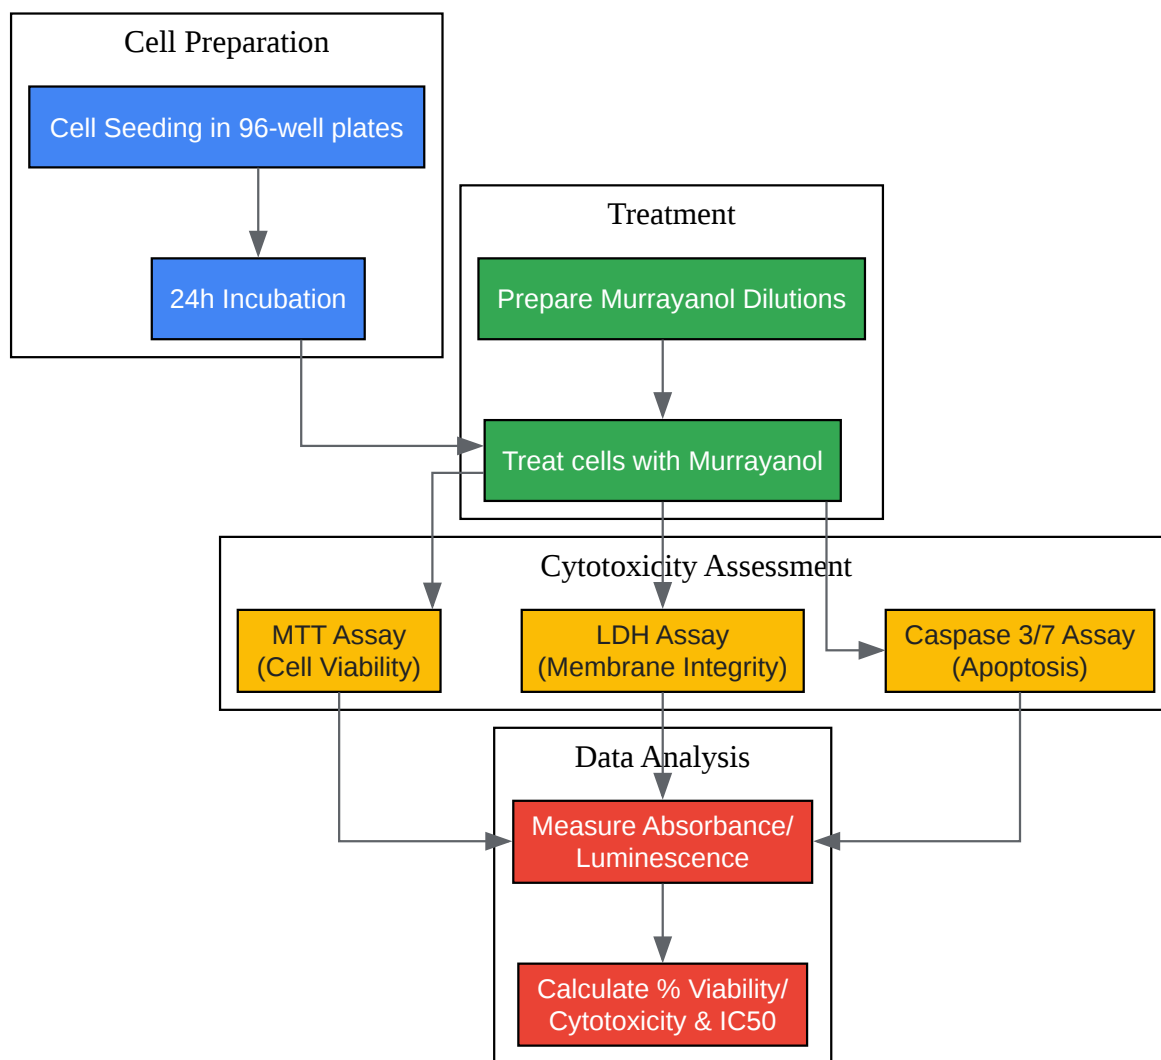 Cell Preparation
Cell Seeding in 96-well plates
24h Incubation
Treatment
Prepare Murrayanol Dilutions
Treat cells with Murrayanol
Cytotoxicity Assessment
MTT Assay
(Cell Viability)
LDH Assay
(Membrane Integrity)
Caspase 3/7 Assay
(Apoptosis)
Data Analysis
Measure Absorbance/
Luminescence
Calculate % Viability/
Cytotoxicity & IC50